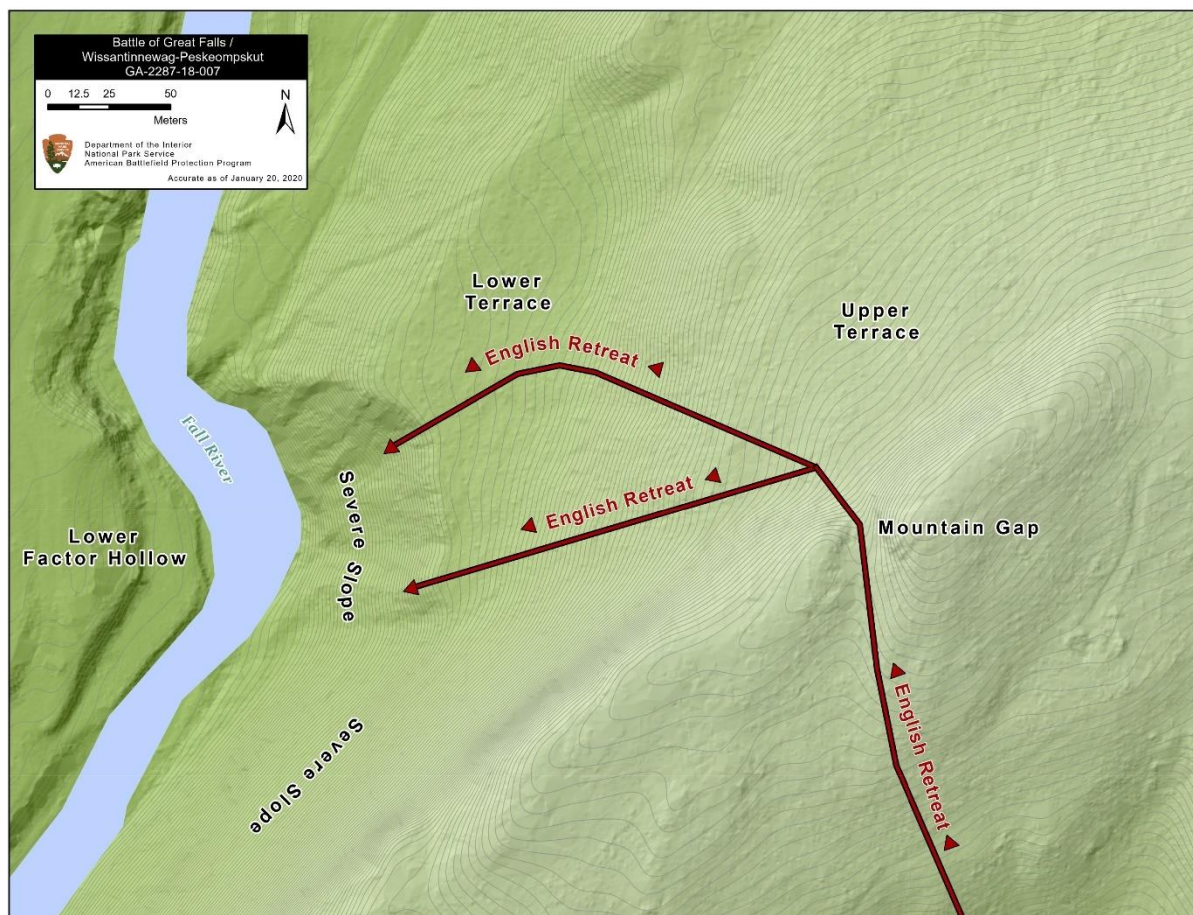 Battle of Great Falls /
Wissantinnewag-Peskeompskut
GA-2287-18-007
0 12.5 25 50
Meters
N
Department of the Interior
National Park Service
American Battlefield Protection Program
Accurate as of January 20, 2020
Lower
Terrace
Upper
Terrace
English Retreat
Fall River
Severe Slope
English Retreat
Lower
Factor Hollow
Mountain Gap
English Retreat
Severe Slope